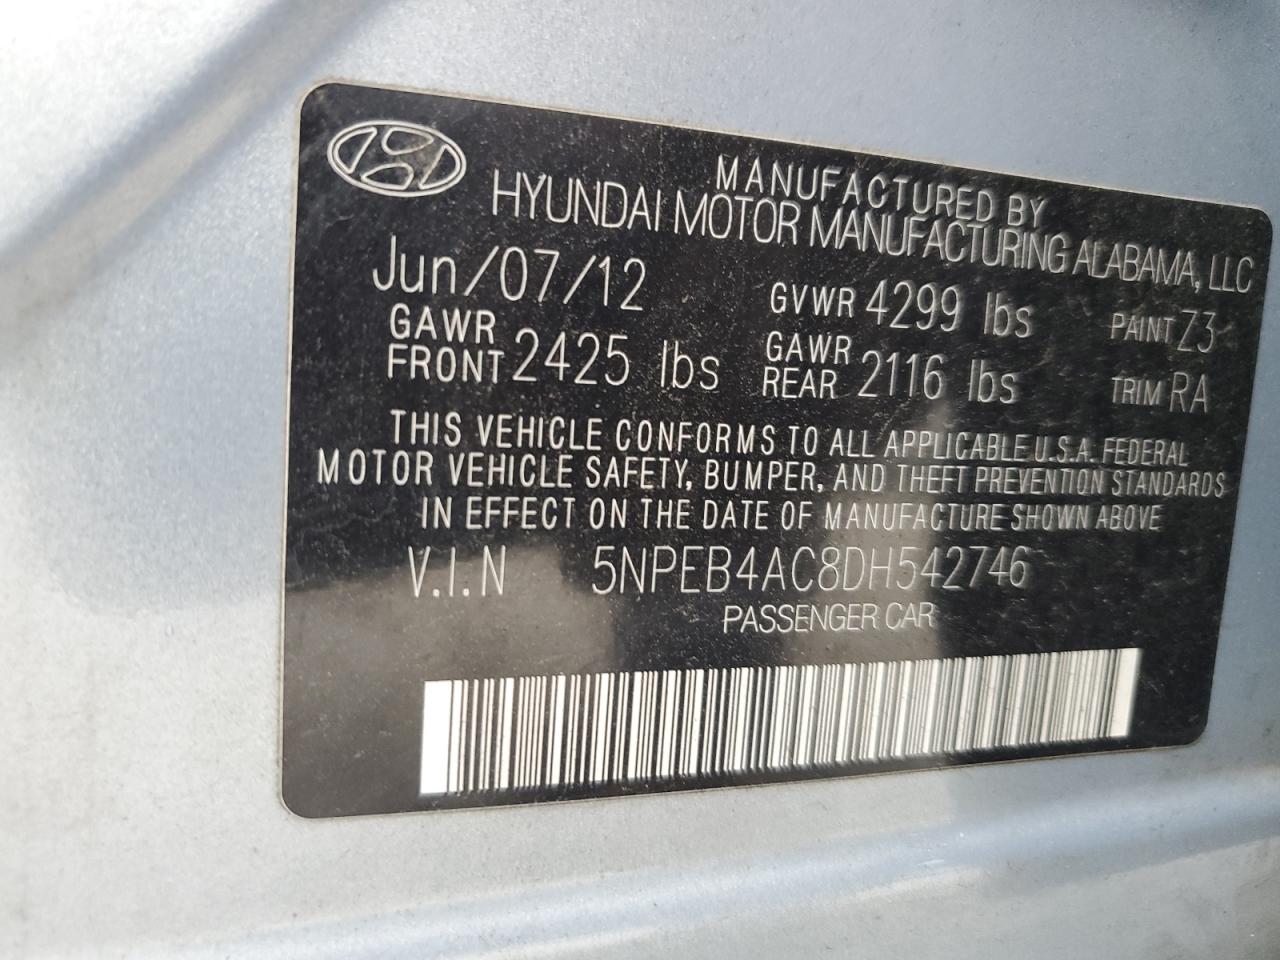 MANUFACTURED BY
HYUNDAI MOTOR MANUFACTURING ALABAMA, LLC
Jun/07/12 GVWR 4299 lbs PAINT Z3
GAWR FRONT 2425 lbs GAWR REAR 2116 lbs TRIM RA
THIS VEHICLE CONFORMS TO ALL APPLICABLE U.S.A. FEDERAL
MOTOR VEHICLE SAFETY, BUMPER, AND THEFT PREVENTION STANDARDS
IN EFFECT ON THE DATE OF MANUFACTURE SHOWN ABOVE
V.I.N 5NPEB4AC8DH542746
PASSENGER CAR